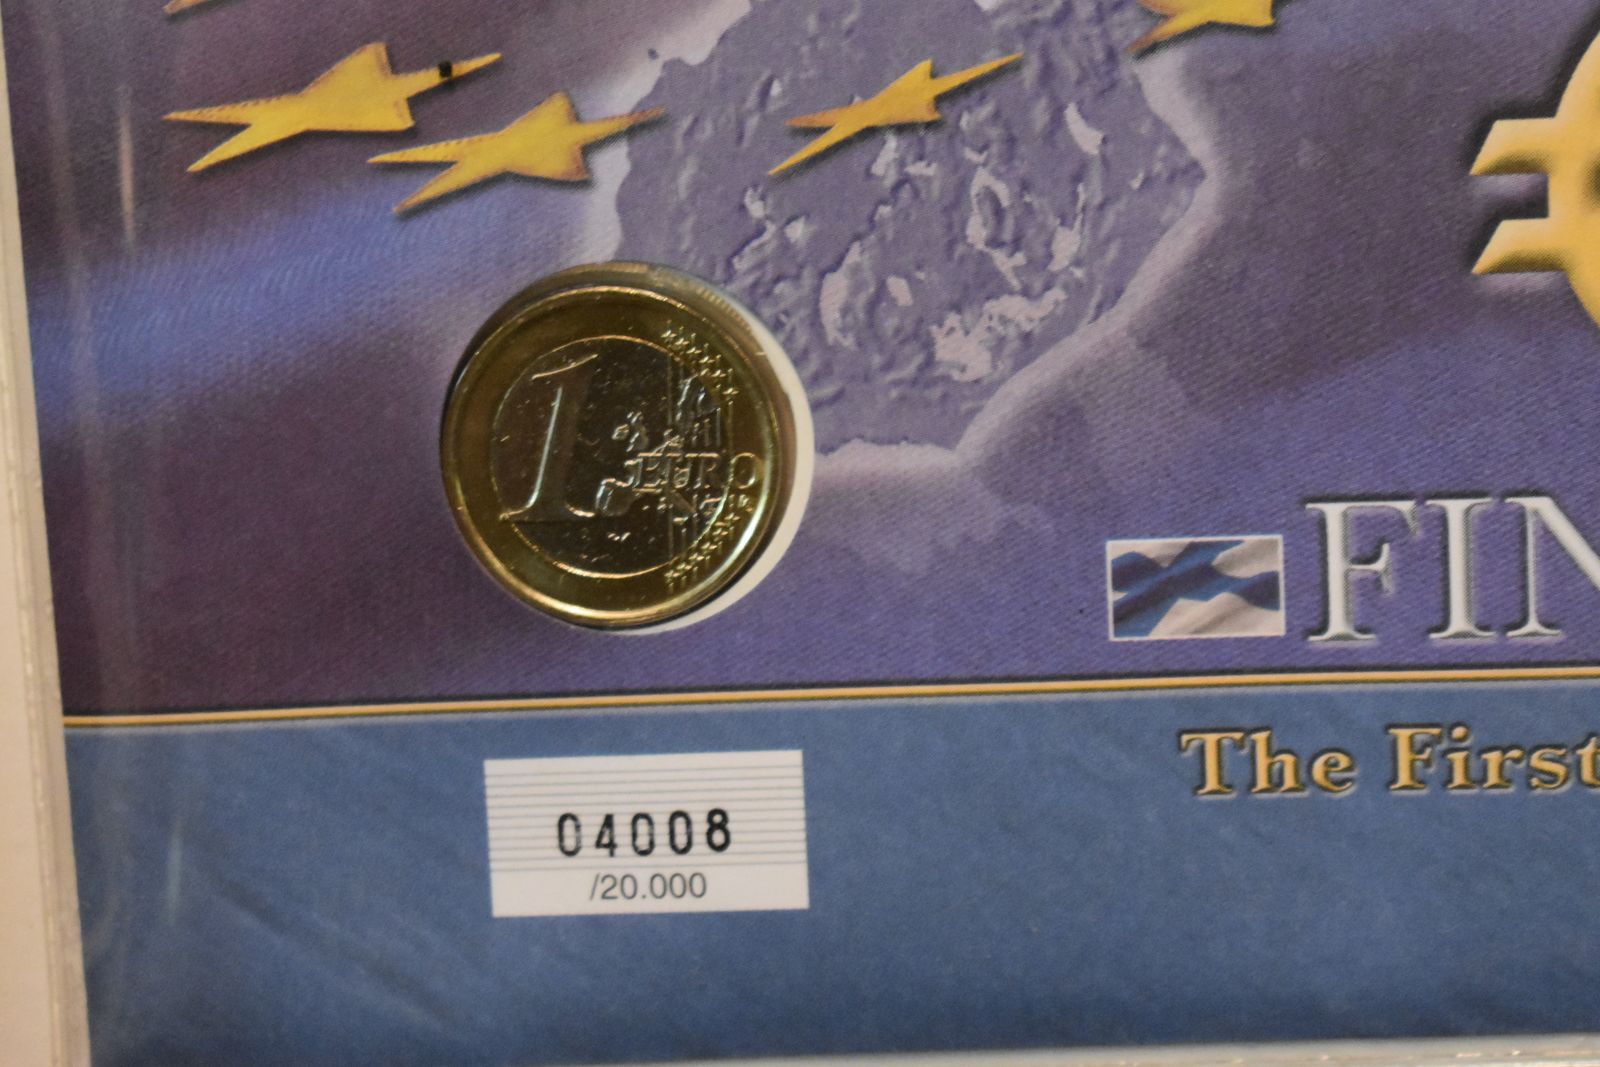 1
EURO
FIN
The First
04008
/20.000